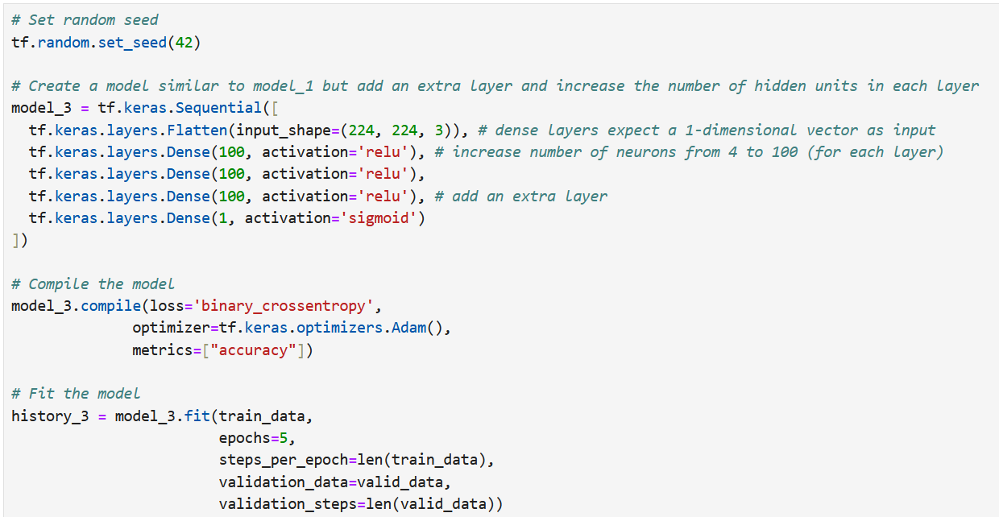 # Set random seed
tf.random.set_seed(42)
# Create a model similar to model_1 but add an extra layer and increase the number of hidden units in each layer
model_3 = tf.keras.Sequential([
  tf.keras.layers.Flatten(input_shape=(224, 224, 3)), # dense layers expect a 1-dimensional vector as input
  tf.keras.layers.Dense(100, activation='relu'), # increase number of neurons from 4 to 100 (for each layer)
  tf.keras.layers.Dense(100, activation='relu'),
  tf.keras.layers.Dense(100, activation='relu'), # add an extra layer
  tf.keras.layers.Dense(1, activation='sigmoid')
])
# Compile the model
model_3.compile(loss='binary_crossentropy',
              optimizer=tf.keras.optimizers.Adam(),
              metrics=["accuracy"])
# Fit the model
history_3 = model_3.fit(train_data,
                        epochs=5,
                        steps_per_epoch=len(train_data),
                        validation_data=valid_data,
                        validation_steps=len(valid_data))